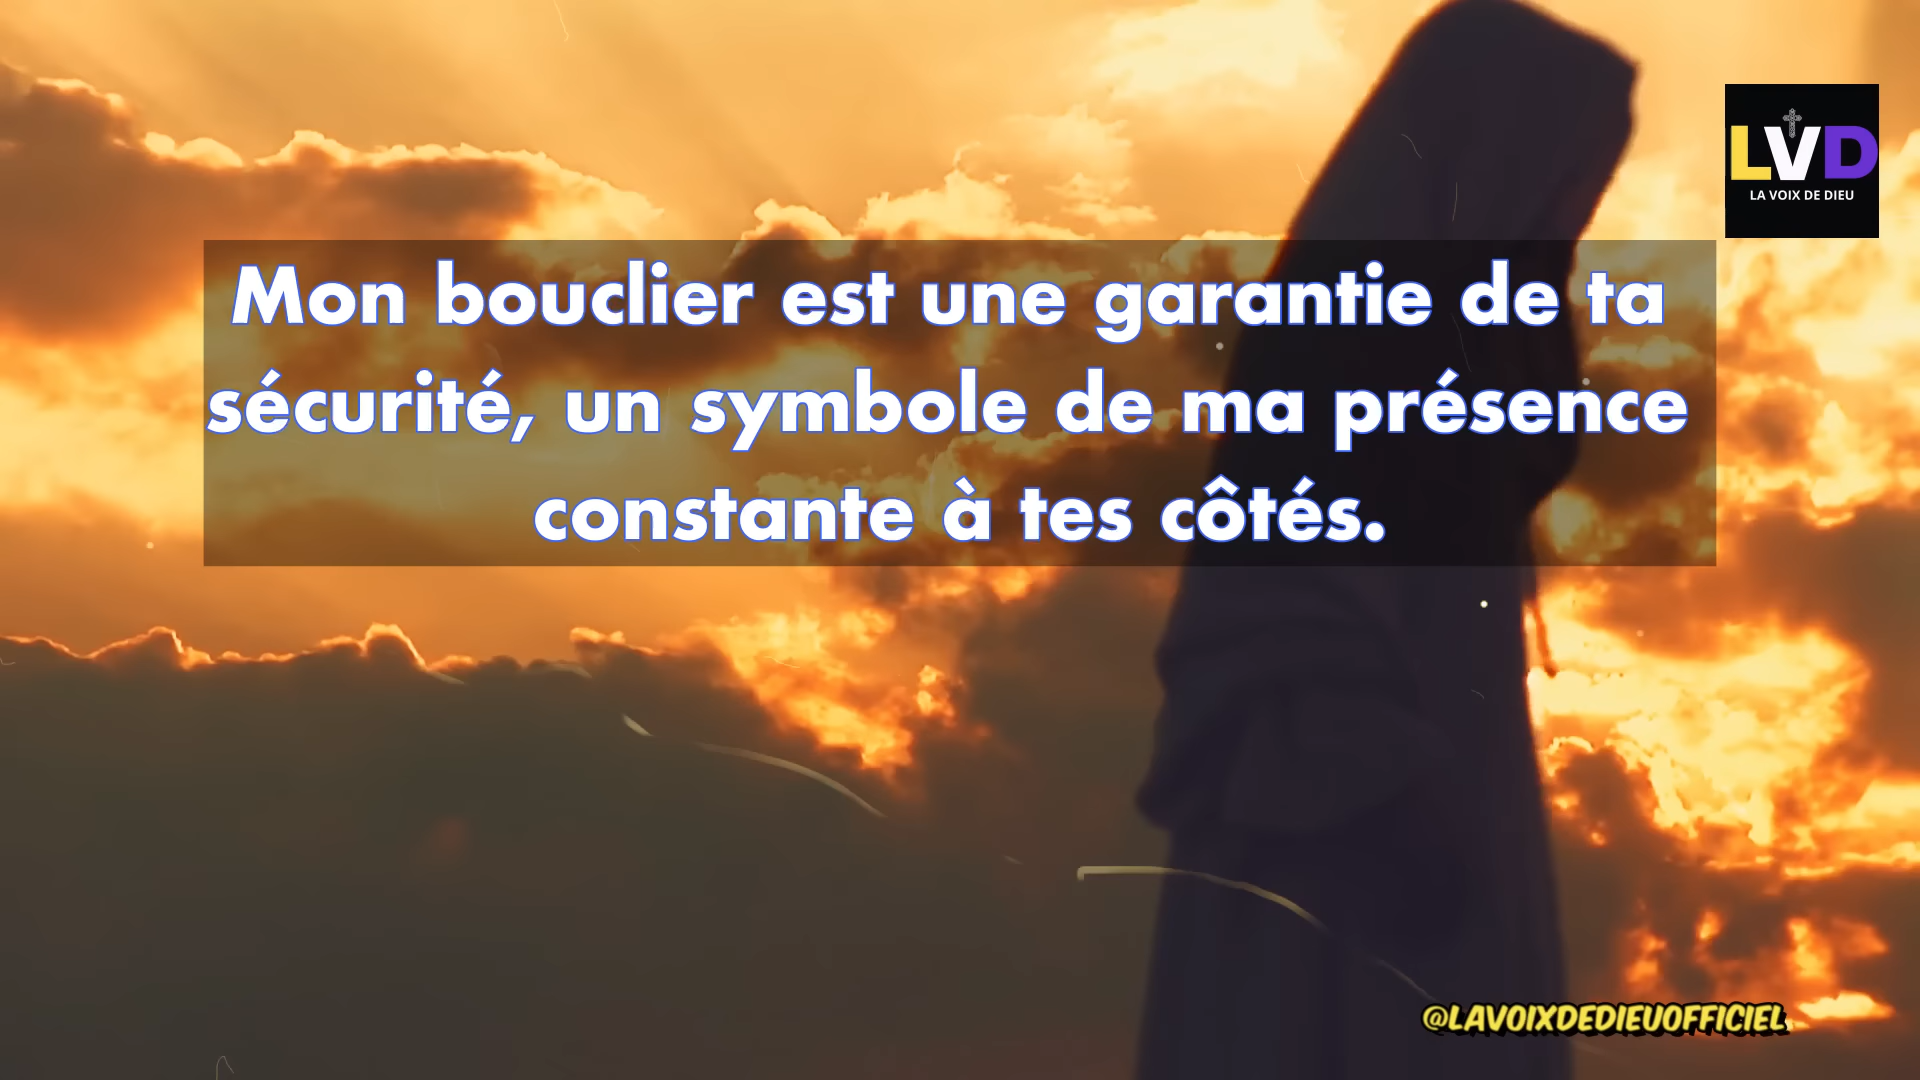 LVD
LA VOIX DE DIEU
Mon bouclier est une garantie de ta
sécurité, un symbole de ma présence
constante à tes côtés.
@LAVOIXDEDIEUOFFICIEL